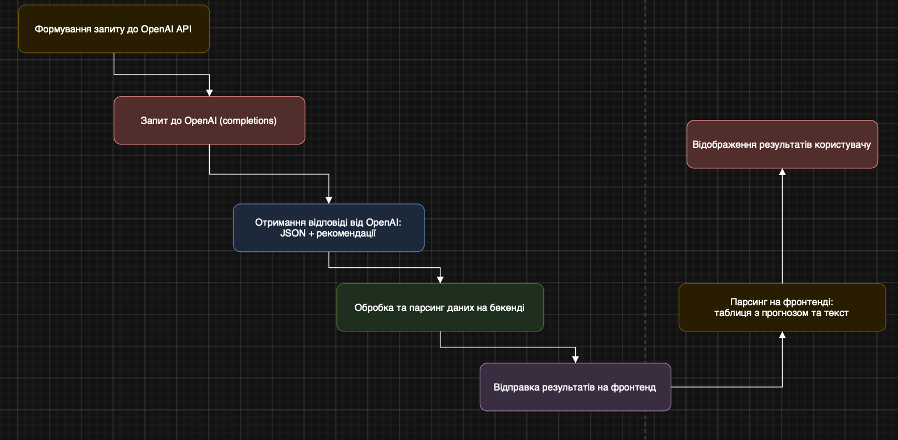 Формування запиту до OpenAI API
Запит до OpenAI (completions)
Отримання відповіді від OpenAI:
JSON + рекомендації
Обробка та парсинг даних на бекенді
Відправка результатів на фронтенд
Парсинг на фронтенді:
таблиця з прогнозом та текст
Відображення результатів користувачу